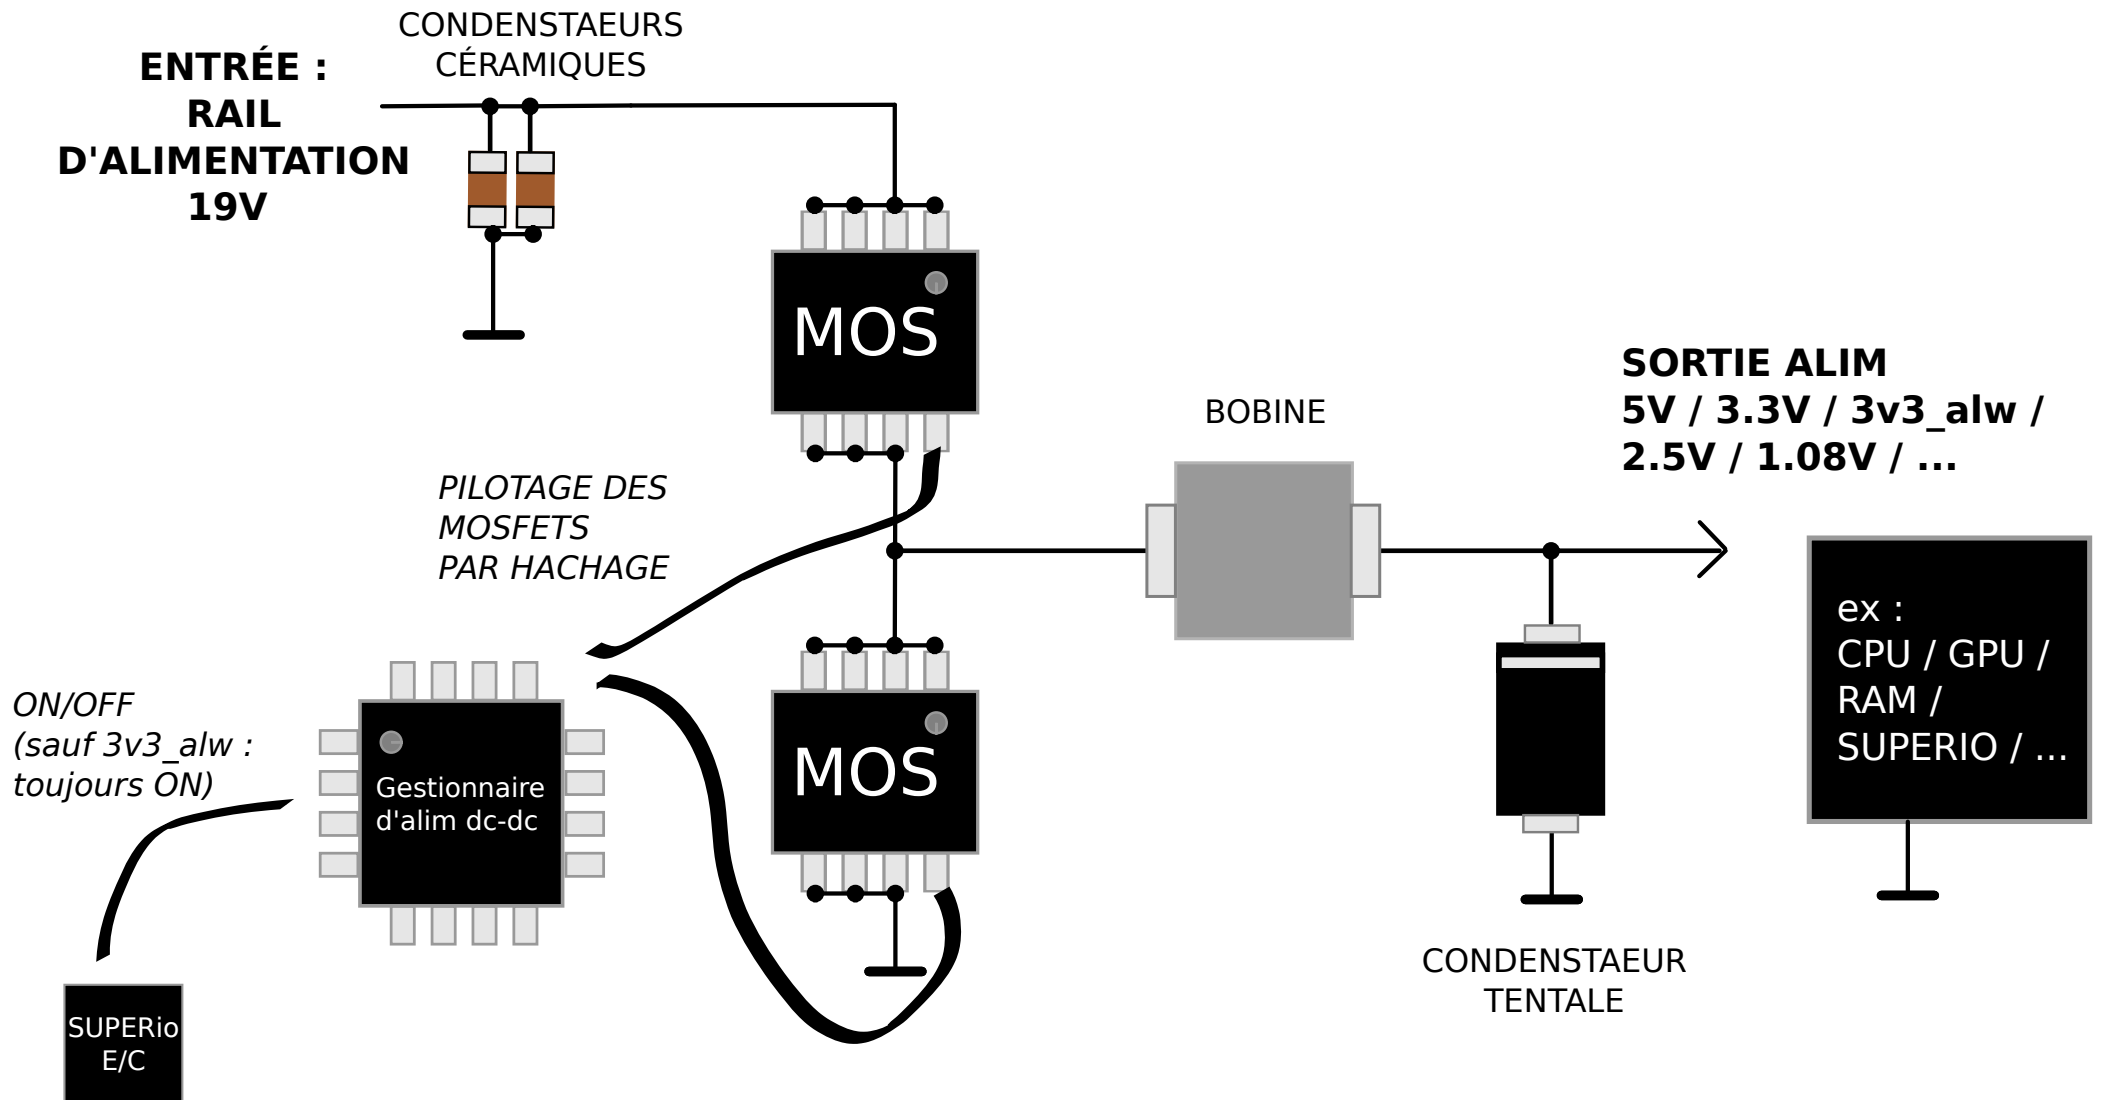 CONDENSTAEURS
CÉRAMIQUES
ENTRÉE :
RAIL
D'ALIMENTATION
19V
MOS
PILOTAGE DES
MOSFETS
PAR HACHAGE
BOBINE
SORTIE ALIM
5V / 3.3V / 3v3_alw /
2.5V / 1.08V / ...
ex :
CPU / GPU /
RAM /
SUPERIO / ...
ON/OFF
(sauf 3v3_alw :
toujours ON)
Gestionnaire
d'alim dc-dc
MOS
CONDENSTAEUR
TENTALE
SUPERio
E/C